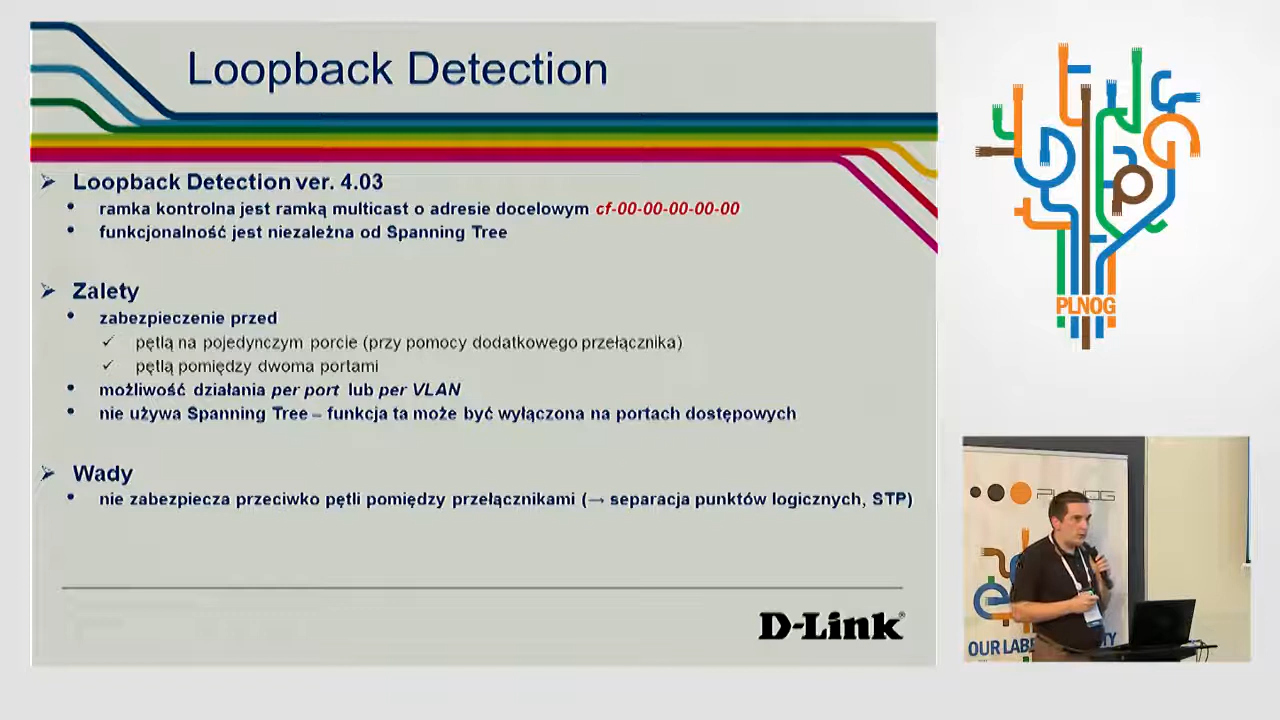 Loopback Detection
Loopback Detection ver. 4.03
ramka kontrolna jest ramką multicast o adresie docelowym cf-00-00-00-00-00
funkcjonalność jest niezależna od Spanning Tree
Zalety
zabezpieczenie przed
pętlą na pojedynczym porcie (przy pomocy dodatkowego przełącznika)
pętlą pomiędzy dwoma portami
możliwość działania per port lub per VLAN
nie używa Spanning Tree – funkcja ta może być wyłączona na portach dostępowych
Wady
nie zabezpiecza przeciwko pętli pomiędzy przełącznikami (→ separacja punktów logicznych, STP)
D-Link®
PLNOG
PLNOG